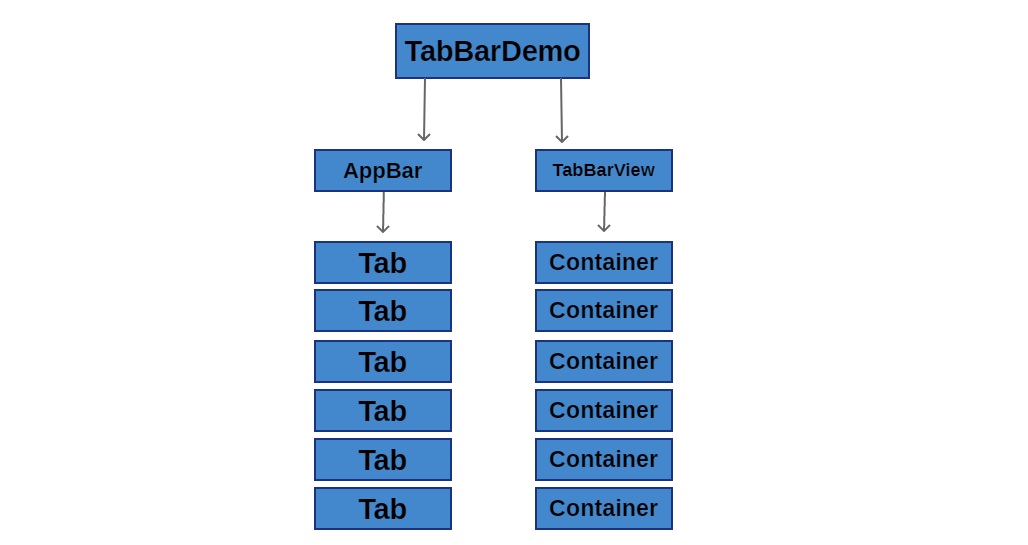 TabBarDemo
AppBar
TabBarView
Tab
Container
Tab
Container
Tab
Container
Tab
Container
Tab
Container
Tab
Container